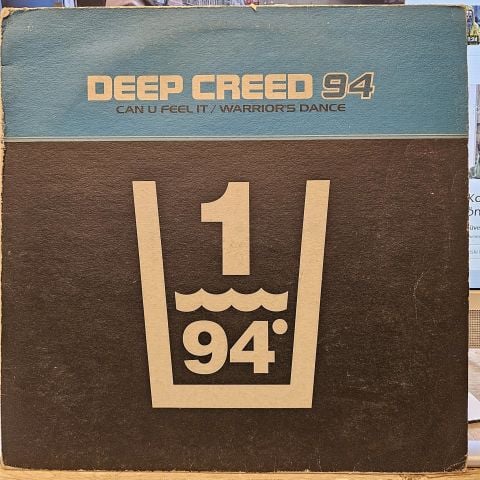 DEEP CREED 94
CAN U FEEL IT / WARRIOR'S DANCE
1
94°